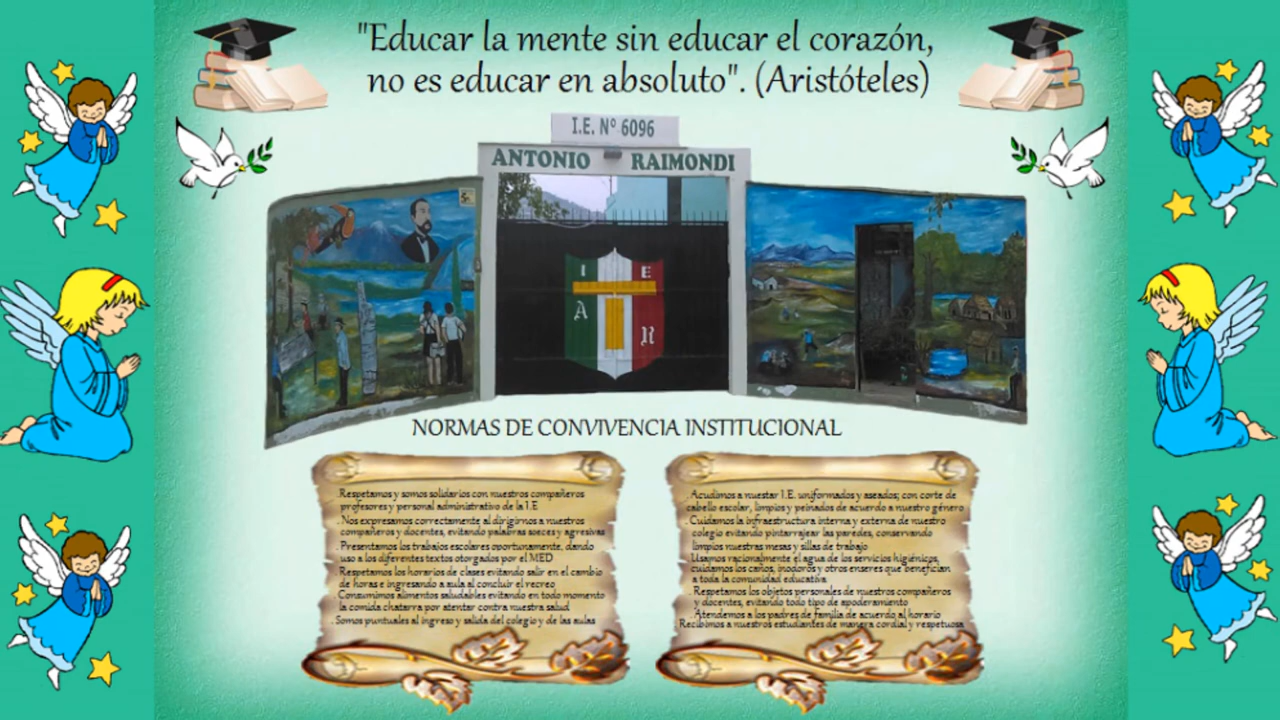 "Educar la mente sin educar el corazón,
no es educar en absoluto". (Aristóteles)
I.E. Nº 6096
ANTONIO RAIMONDI
I E
A R
NORMAS DE CONVIVENCIA INSTITUCIONAL
. Respetamos y somos solidarios con nuestros compañeros
profesores y personal administrativo de la I.E
. Nos expresamos correctamente al dirigirnos a nuestros
compañeros y docentes, evitando palabras soeces y agresivas
. Presentamos los trabajos escolares oportunamente, dando
uso a los diferentes textos otorgados por el MED
Respetamos los horarios de clases evitando salir en el cambio
de horas e ingresando a aula al concluir el recreo
Consumimos alimentos saludables evitando en todo momento
la comida chatarra por atentar contra nuestra salud
. Somos puntuales al ingreso y salida del colegio y de las aulas
. Acudimos a nuestar I.E. uniformados y aseados; con corte de
cabello escolar, limpios y peinados de acuerdo a nuestro género
. Cuidamos la infraestructura interna y externa de nuestro
colegio evitando pintarrajear las paredes, conservando
limpios nuestras mesas y sillas de trabajo
Usamos racionalmente el agua de los servicios higiénicos,
cuidamos los caños, inodoros y otros enseres que benefician
a toda la comunidad educativa
Respetamos los objetos personales de nuestros compañeros
y docentes, evitando todo tipo de apoderamiento
Atendemos a los padres de familia de acuerdo al horario
Recibimos a nuestros estudiantes de manera cordial y respetuosa